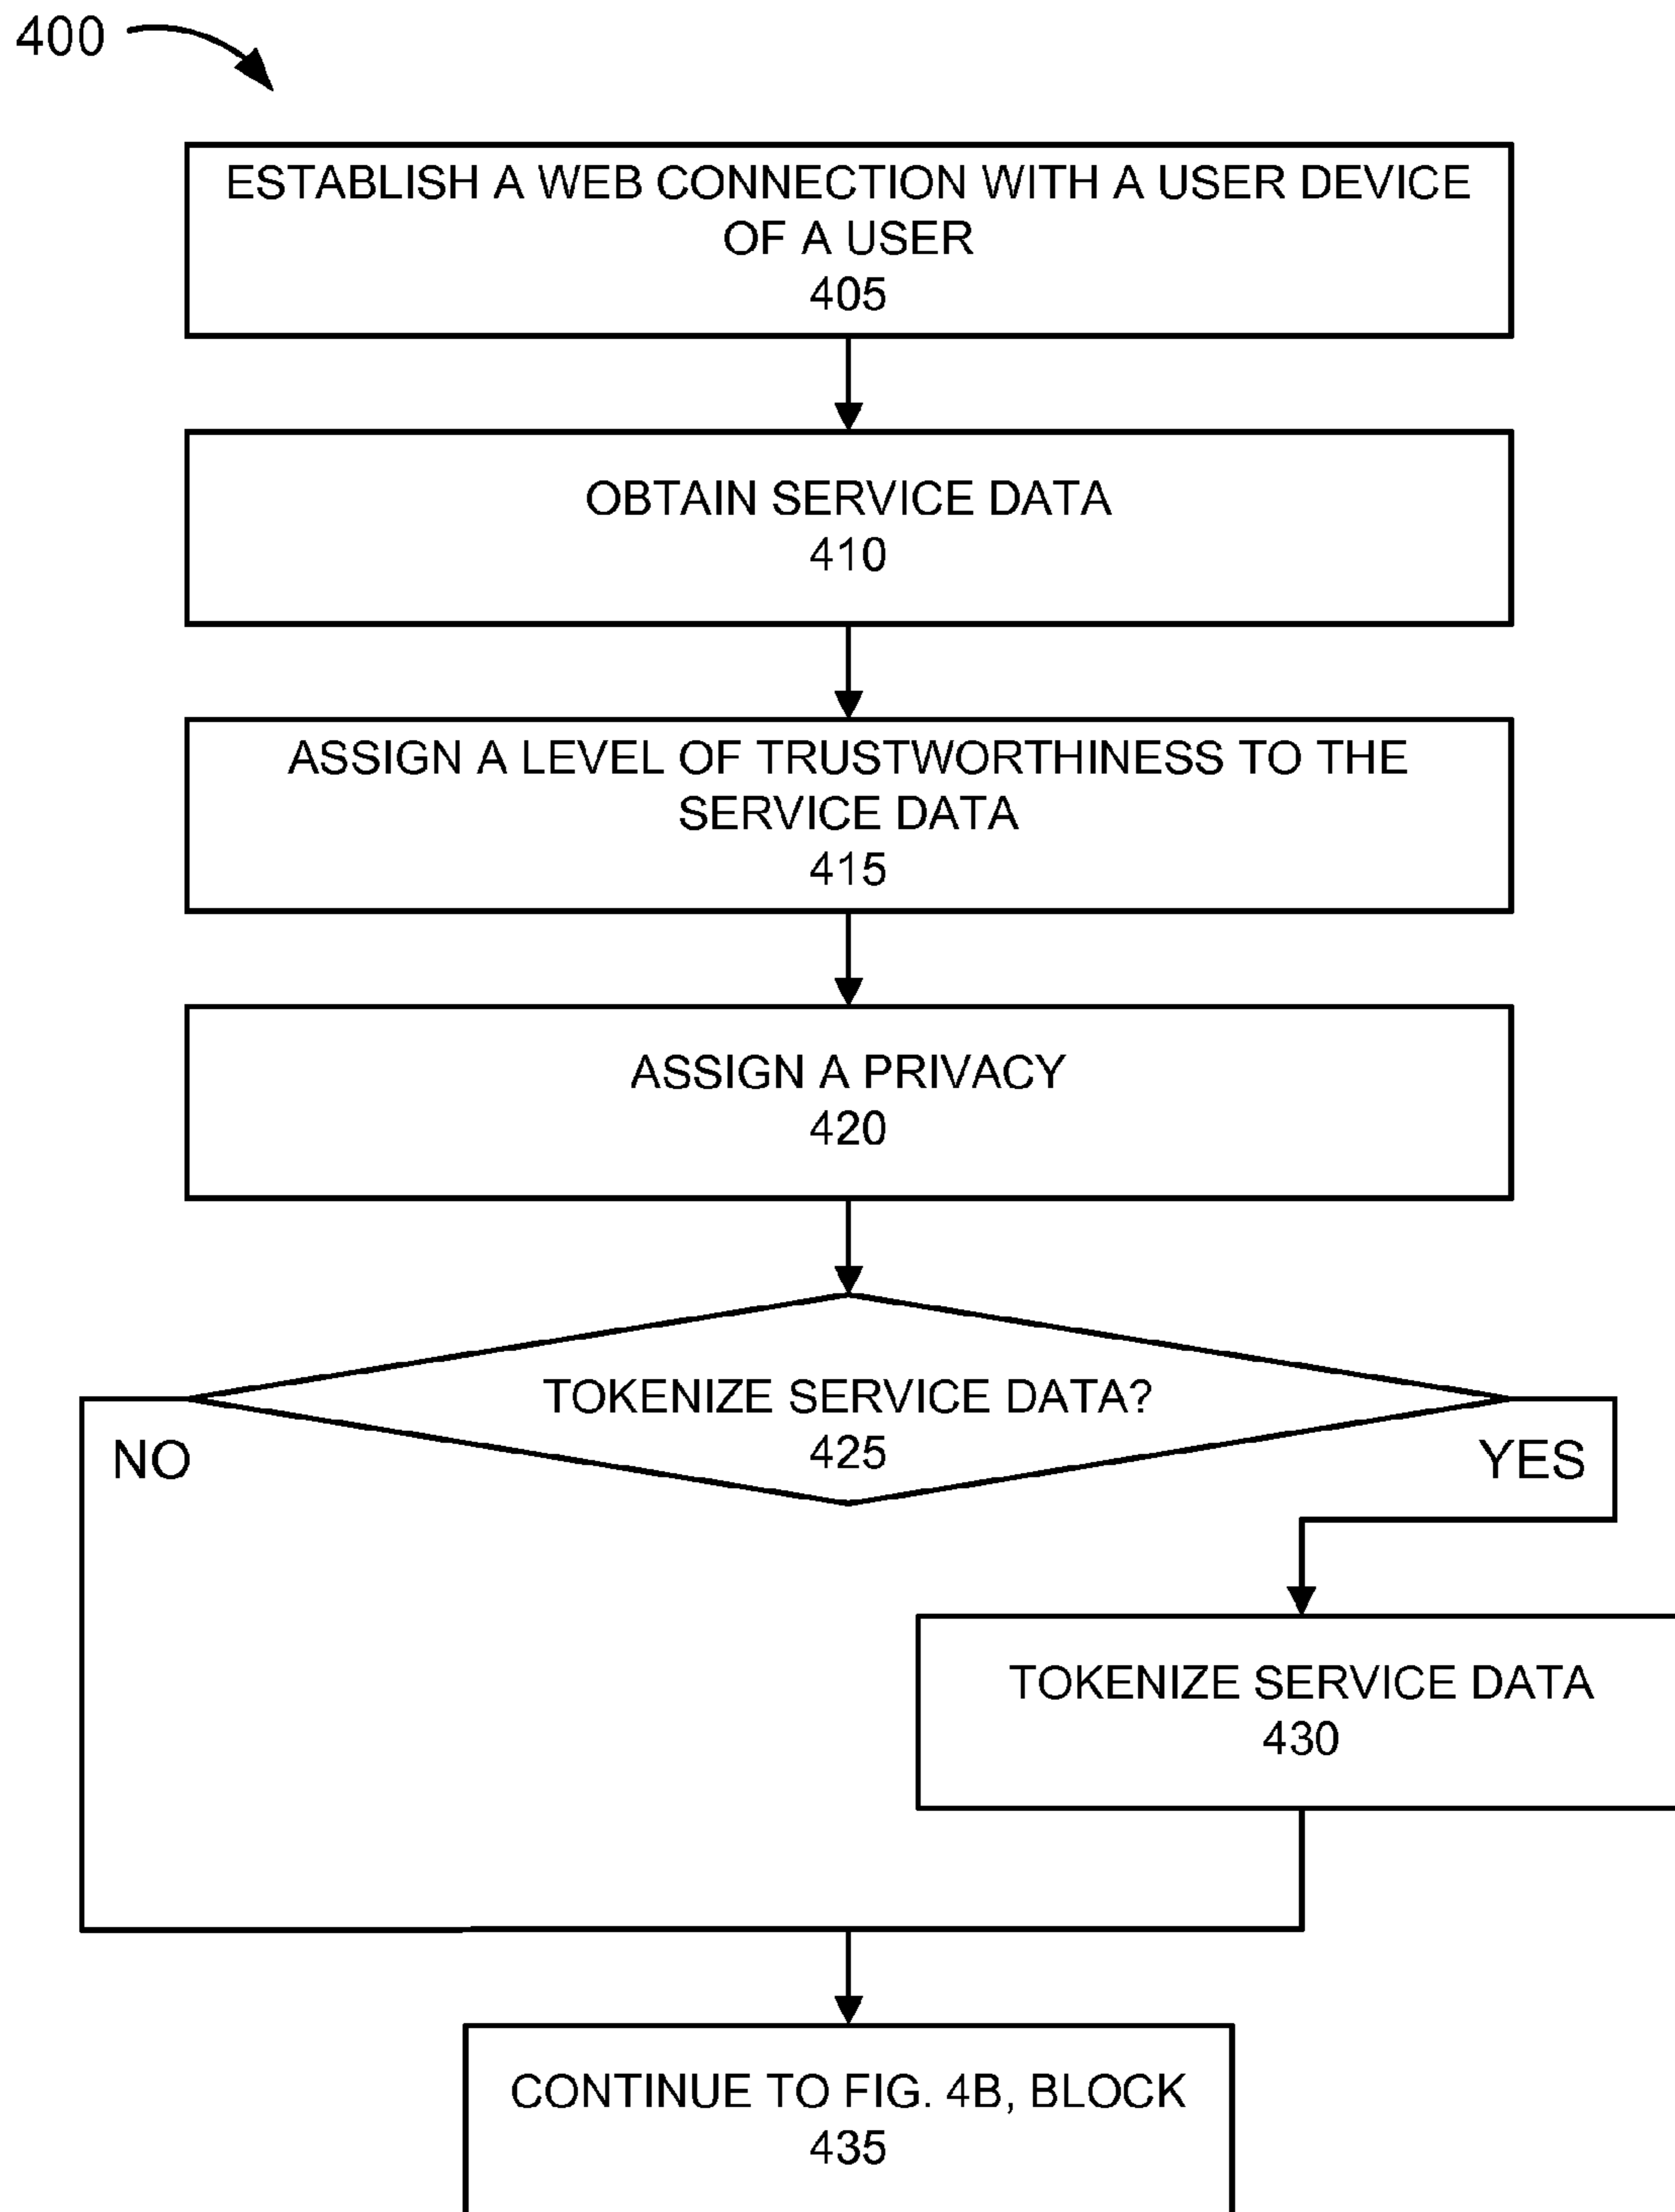 400
ESTABLISH A WEB CONNECTION WITH A USER DEVICE
OF A USER
405
OBTAIN SERVICE DATA
410
ASSIGN A LEVEL OF TRUSTWORTHINESS TO THE
SERVICE DATA
415
ASSIGN A PRIVACY
420
TOKENIZE SERVICE DATA?
425
NO
YES
TOKENIZE SERVICE DATA
430
CONTINUE TO FIG. 4B, BLOCK
435